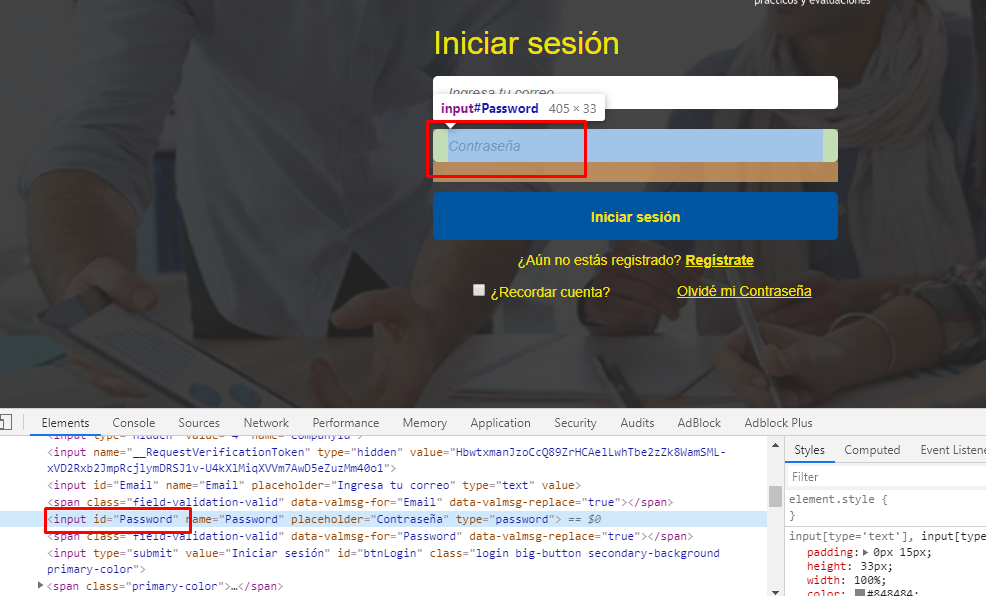 prácticos y evaluaciones
Iniciar sesión
Ingresa tu correo
input#Password 405 × 33
Contraseña
Iniciar sesión
¿Aún no estás registrado? Regístrate
¿Recordar cuenta? Olvidé mi Contraseña
Elements Console Sources Network Performance Memory Application Security Audits AdBlock Adblock Plus
<input type="hidden" value="4" name="CompanyId">
<input name="__RequestVerificationToken" type="hidden" value="HbwtxmanJzoCcQ89ZrHCAelLwhTbe2zZk8WamSML-
xVD2Rxb2JmpRcjlymDRSJ1v-U4kXlMiqXVVm7AwD5eZuzMm40o1">
<input id="Email" name="Email" placeholder="Ingresa tu correo" type="text" value>
<span class="field-validation-valid" data-valmsg-for="Email" data-valmsg-replace="true"></span>
<input id="Password" name="Password" placeholder="Contraseña" type="password"> == $0
<span class="field-validation-valid" data-valmsg-for="Password" data-valmsg-replace="true"></span>
<input type="submit" value="Iniciar sesión" id="btnLogin" class="login big-button secondary-background
primary-color">
<span class="primary-color">…</span>
Styles Computed Event Listene
Filter
element.style {
}
input[type='text'], input[type
padding: 0px 15px;
height: 33px;
width: 100%;
color: #848484;